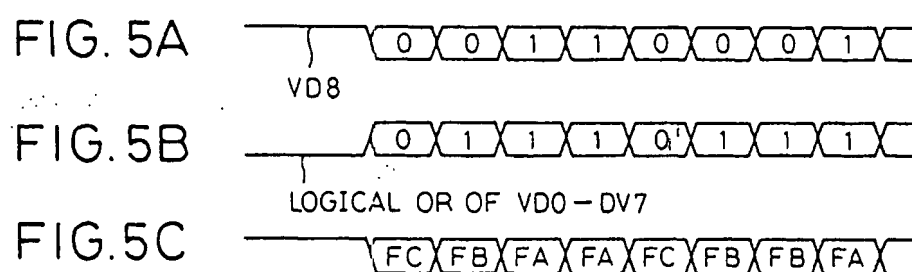 FIG. 5A 0 0 1 1 0 0 0 1
VD8
FIG. 5B 0 1 1 1 0 1 1 1
LOGICAL OR OF VD0 – DV7
FIG. 5C FC FB FA FA FC FB FB FA